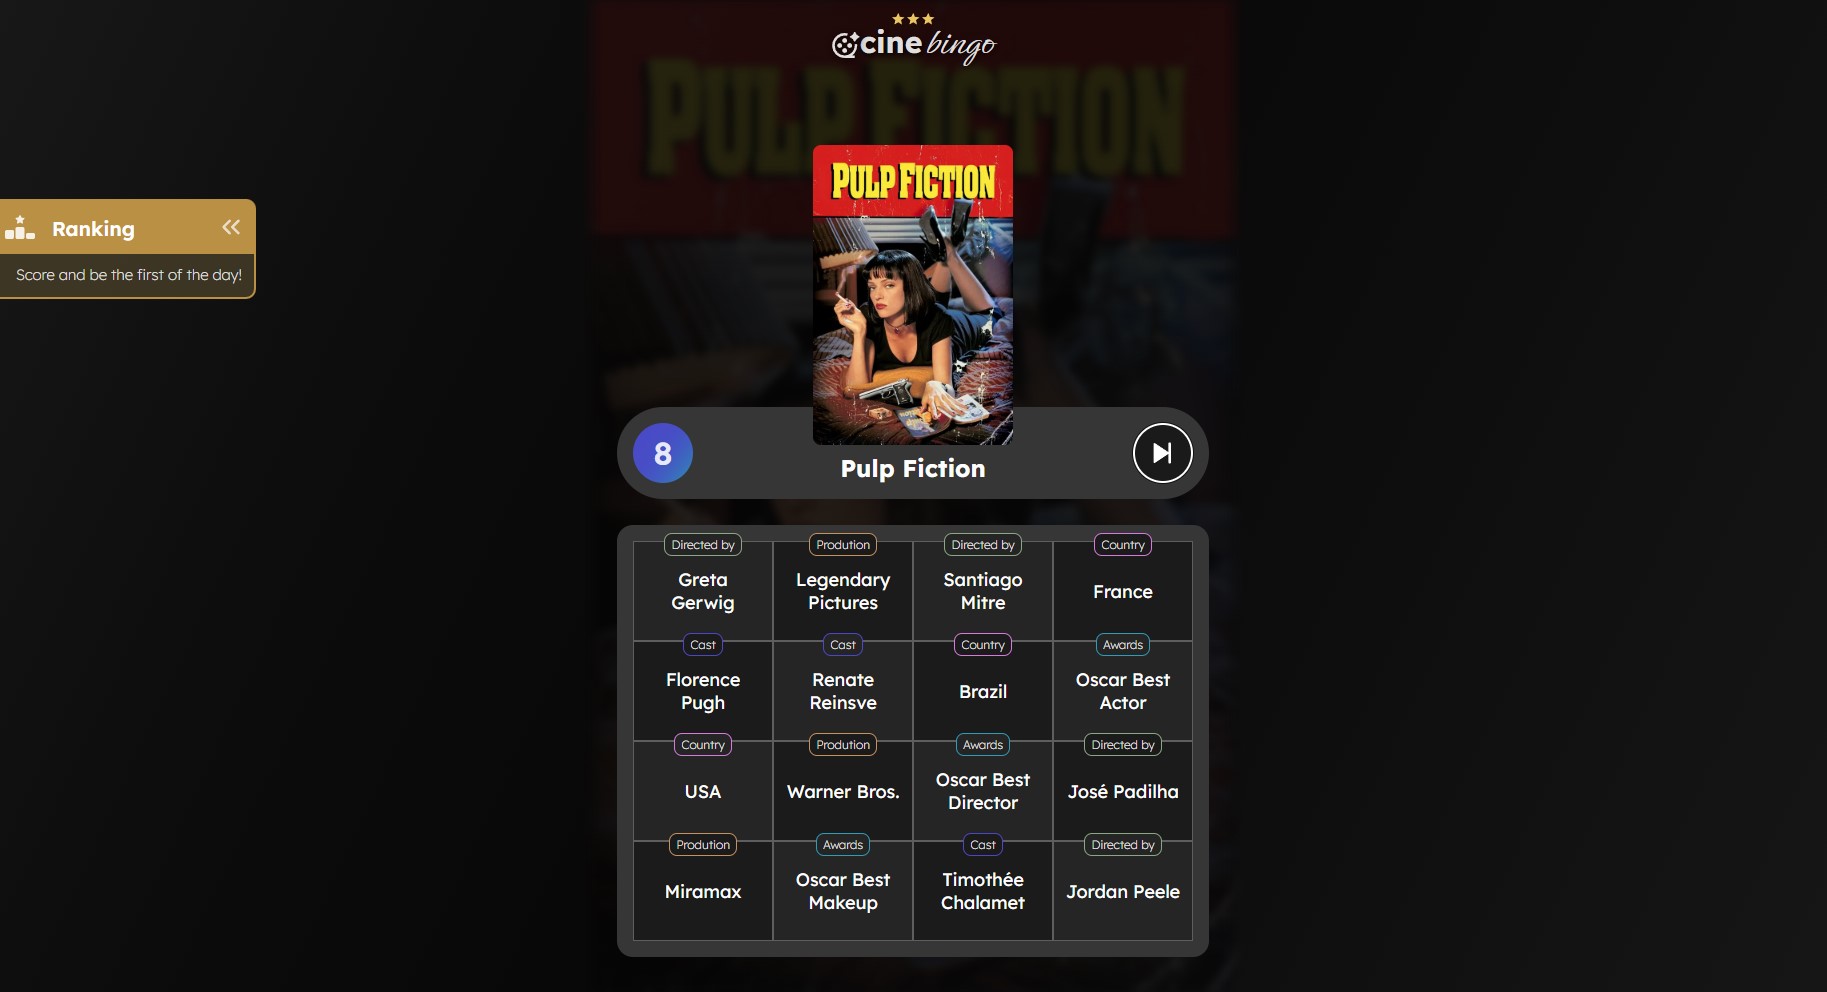 cine bingo
PULP FICTION
PULP FICTION
Ranking
Score and be the first of the day!
8
Pulp Fiction
Directed by
Greta
Gerwig
Prodution
Legendary
Pictures
Directed by
Santiago
Mitre
Country
France
Cast
Florence
Pugh
Cast
Renate
Reinsve
Country
Brazil
Awards
Oscar Best
Actor
Country
USA
Prodution
Warner Bros.
Awards
Oscar Best
Director
Directed by
José Padilha
Prodution
Miramax
Awards
Oscar Best
Makeup
Cast
Timothée
Chalamet
Directed by
Jordan Peele